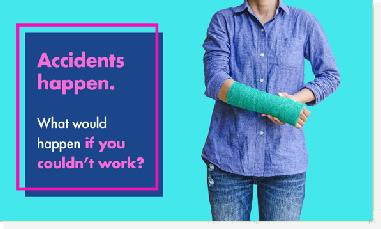 Accidents
happen.
What would
happen if you
couldn't work?